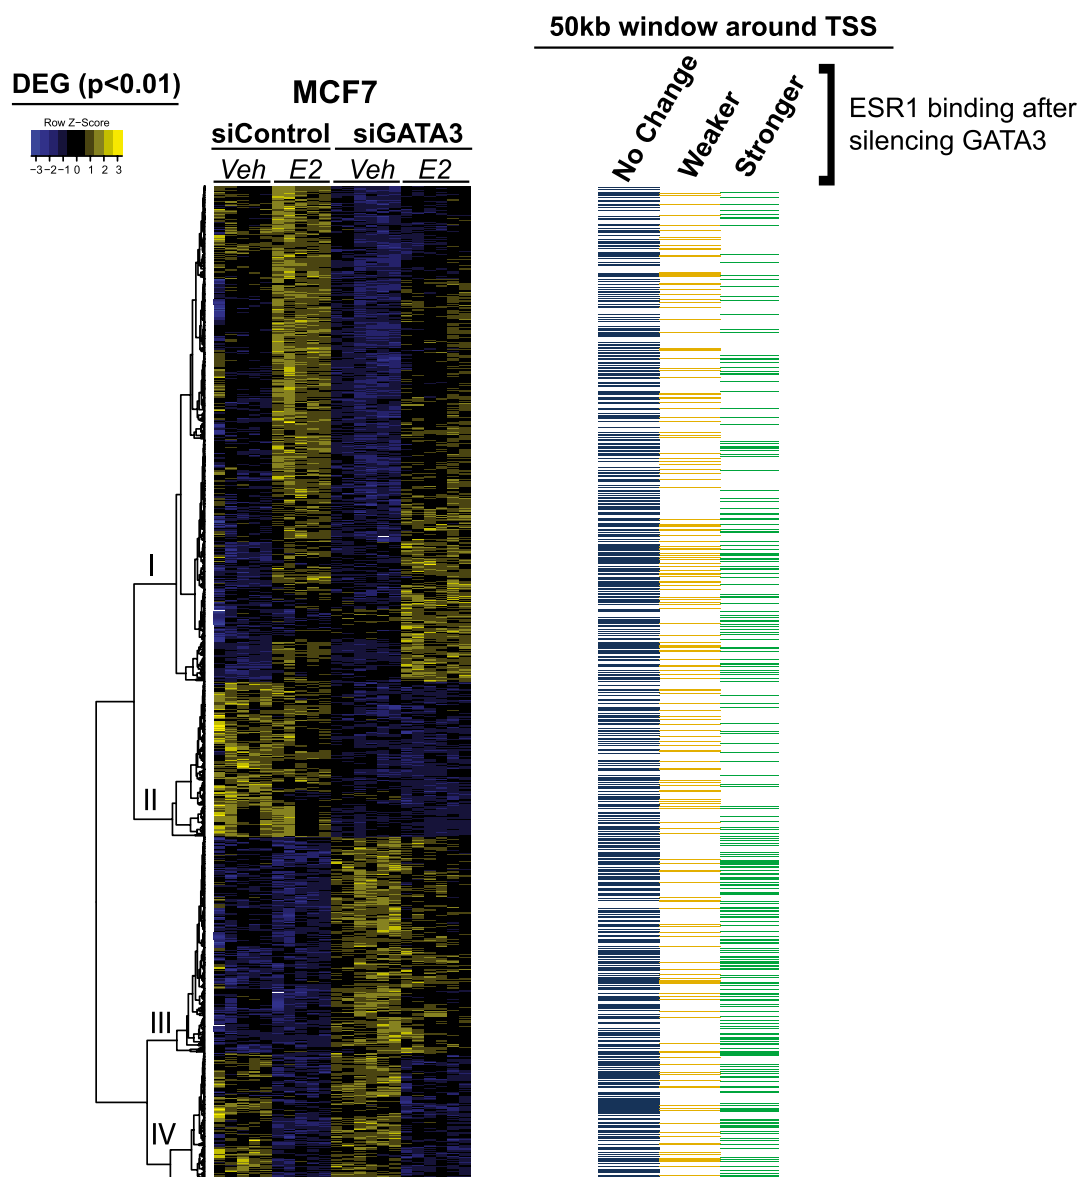 50kb window around TSS
DEG (p<0.01)
Row Z−Score
−3 −2 −1 0 1 2 3
MCF7
siControl siGATA3
Veh E2 Veh E2
No Change
Weaker
Stronger
ESR1 binding after
silencing GATA3
I
II
III
IV